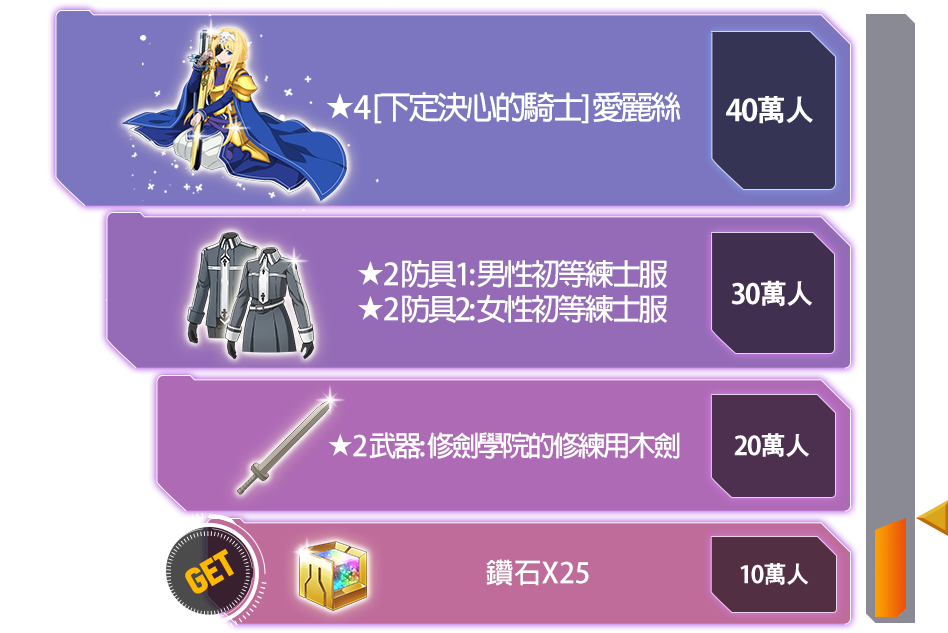 ★4 [下定決心的騎士] 愛麗絲
40萬人
★2 防具1: 男性初等練士服
★2 防具2: 女性初等練士服
30萬人
★2 武器: 修劍學院的修練用木劍
20萬人
GET
鑽石X25
10萬人